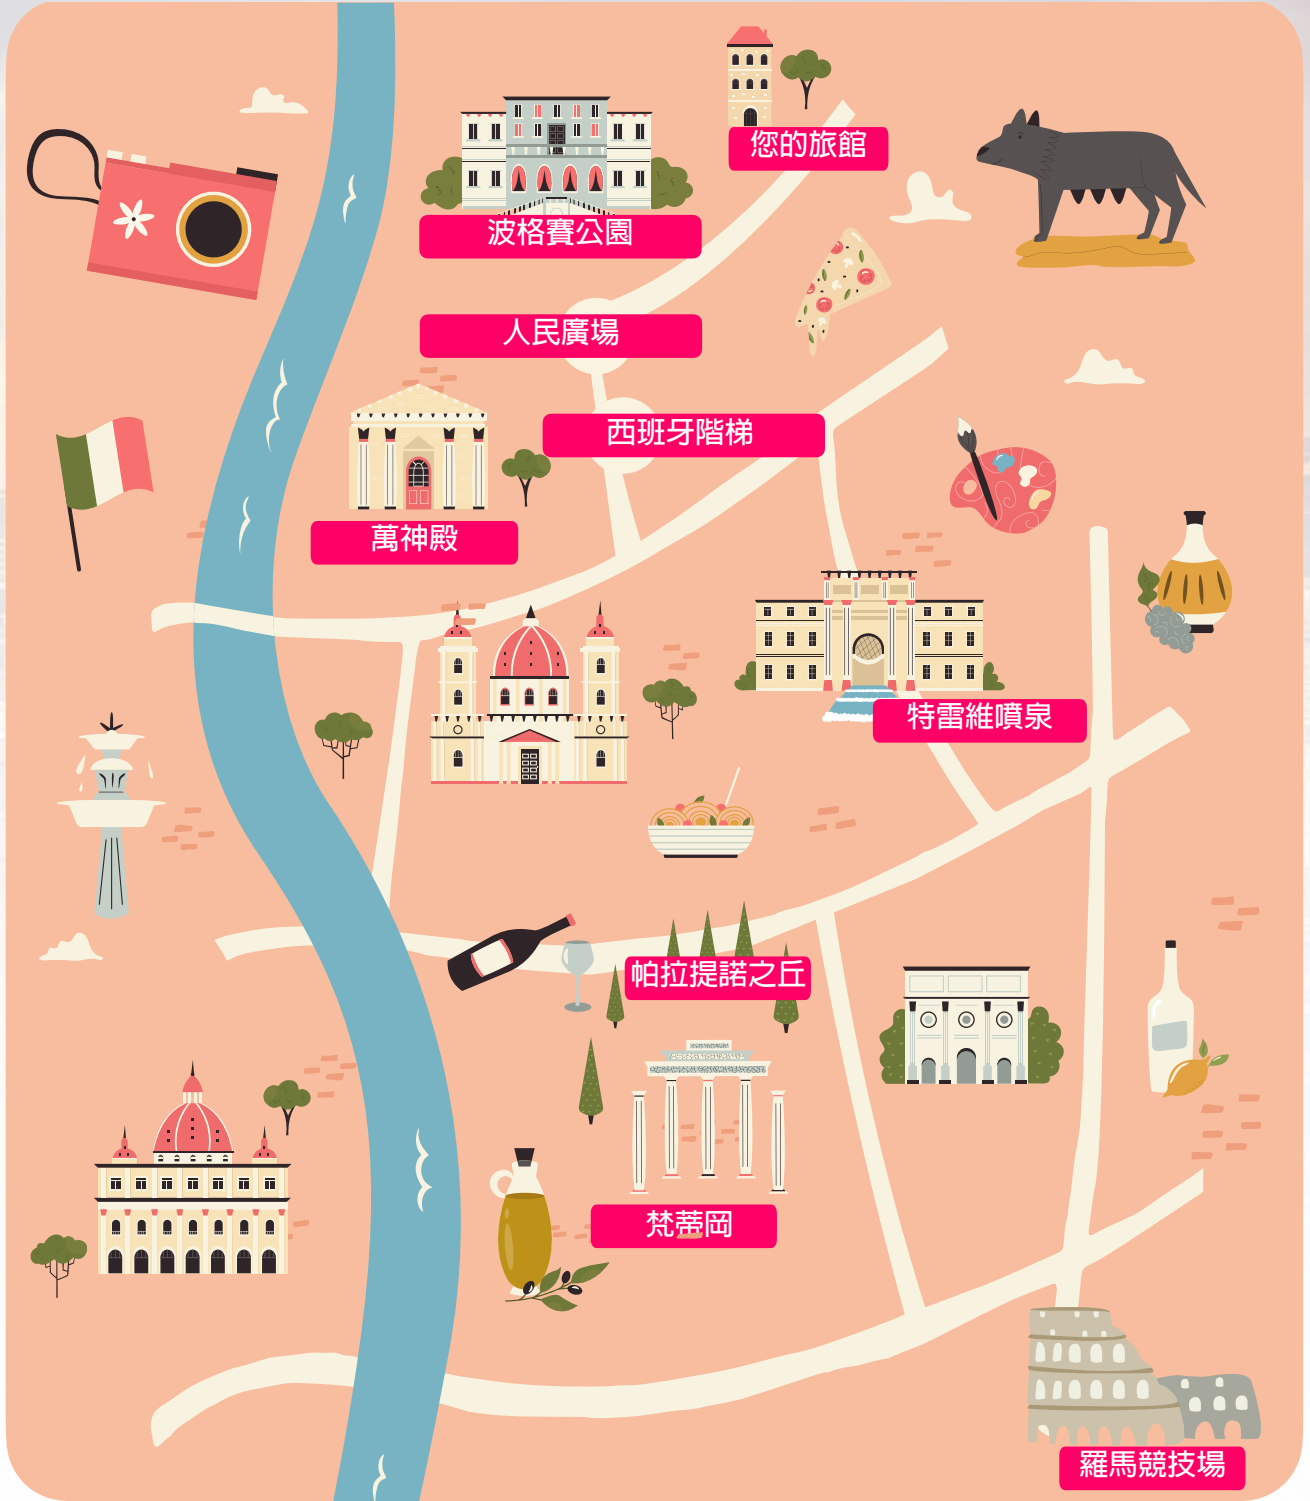 您的旅館
波格賽公園
人民廣場
西班牙階梯
萬神殿
特雷維噴泉
帕拉提諾之丘
梵蒂岡
羅馬競技場